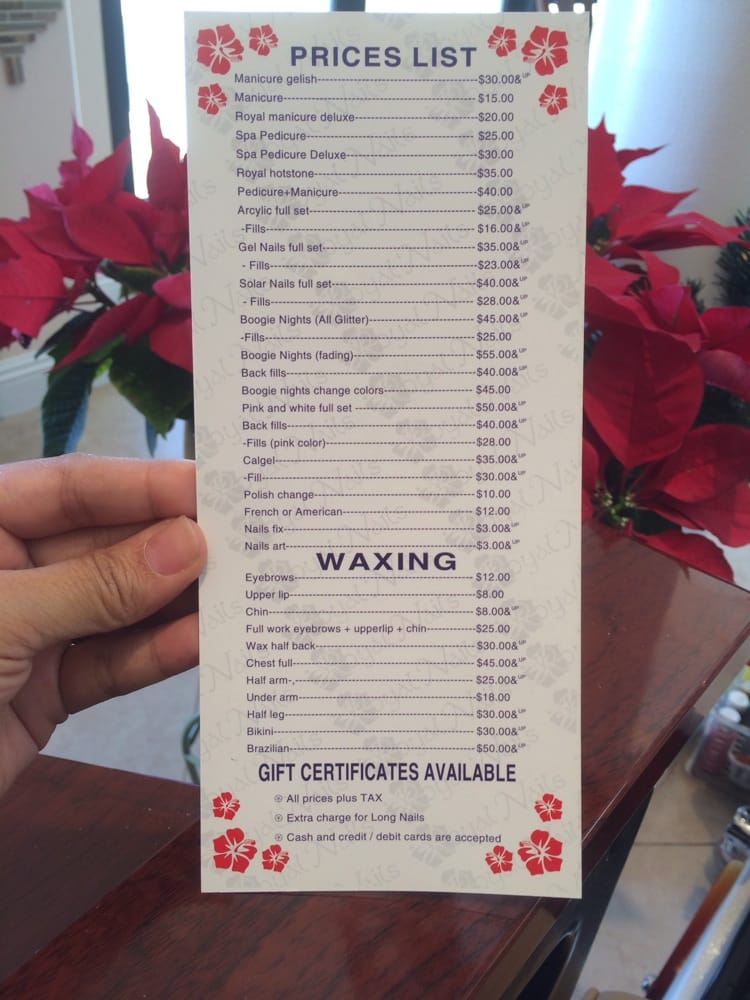 PRICES LIST
Manicure gelish $30.00&UP
Manicure $15.00
Royal manicure deluxe $20.00
Spa Pedicure $25.00
Spa Pedicure Deluxe $30.00
Royal hotstone $35.00
Pedicure+Manicure $40.00
Arcylic full set $25.00&UP
-Fills $16.00&UP
Gel Nails full set $35.00&UP
- Fills $23.00&UP
Solar Nails full set $40.00&UP
- Fills $28.00&UP
Boogie Nights (All Glitter) $45.00&UP
-Fills $25.00
Boogie Nights (fading) $55.00&UP
Back fills $40.00&UP
Boogie nights change colors $45.00
Pink and white full set $50.00&UP
Back fills $40.00&UP
-Fills (pink color) $28.00
Calgel $35.00&UP
-Fill $30.00&UP
Polish change $10.00
French or American $12.00
Nails fix $3.00&UP
Nails art $3.00&UP
WAXING
Eyebrows $12.00
Upper lip $8.00
Chin $8.00&UP
Full work eyebrows + upperlip + chin $25.00
Wax half back $30.00&UP
Chest full $45.00&UP
Half arm-, $25.00&UP
Under arm $18.00
Half leg $30.00&UP
Bikini $30.00&UP
Brazilian $50.00&UP
GIFT CERTIFICATES AVAILABLE
All prices plus TAX
Extra charge for Long Nails
Cash and credit / debit cards are accepted